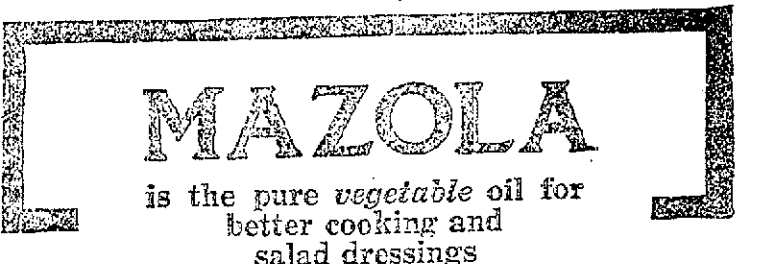 MAZOLA
is the pure vegetable oil for
better cooking and
salad dressings